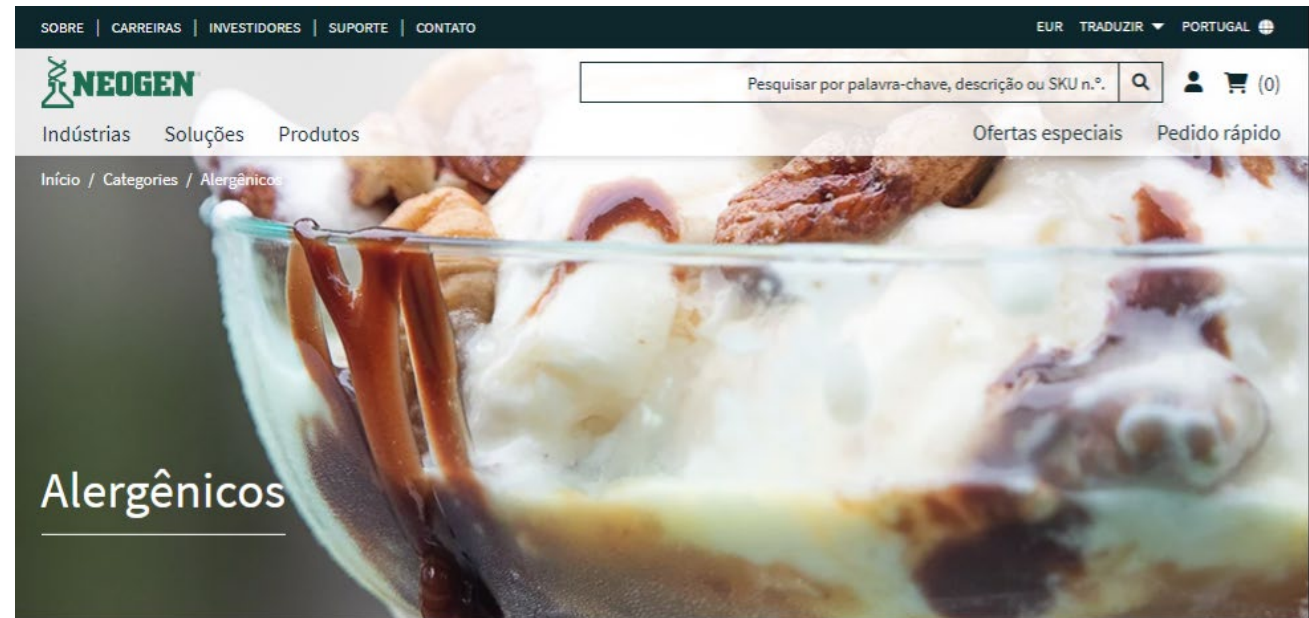 SOBRE | CARREIRAS | INVESTIDORES | SUPORTE | CONTATO
EUR TRADUZIR PORTUGAL
NEOGEN
Pesquisar por palavra-chave, descrição ou SKU n.º.
(0)
Indústrias Soluções Produtos
Ofertas especiais Pedido rápido
Início / Categories / Alergênicos
Alergênicos